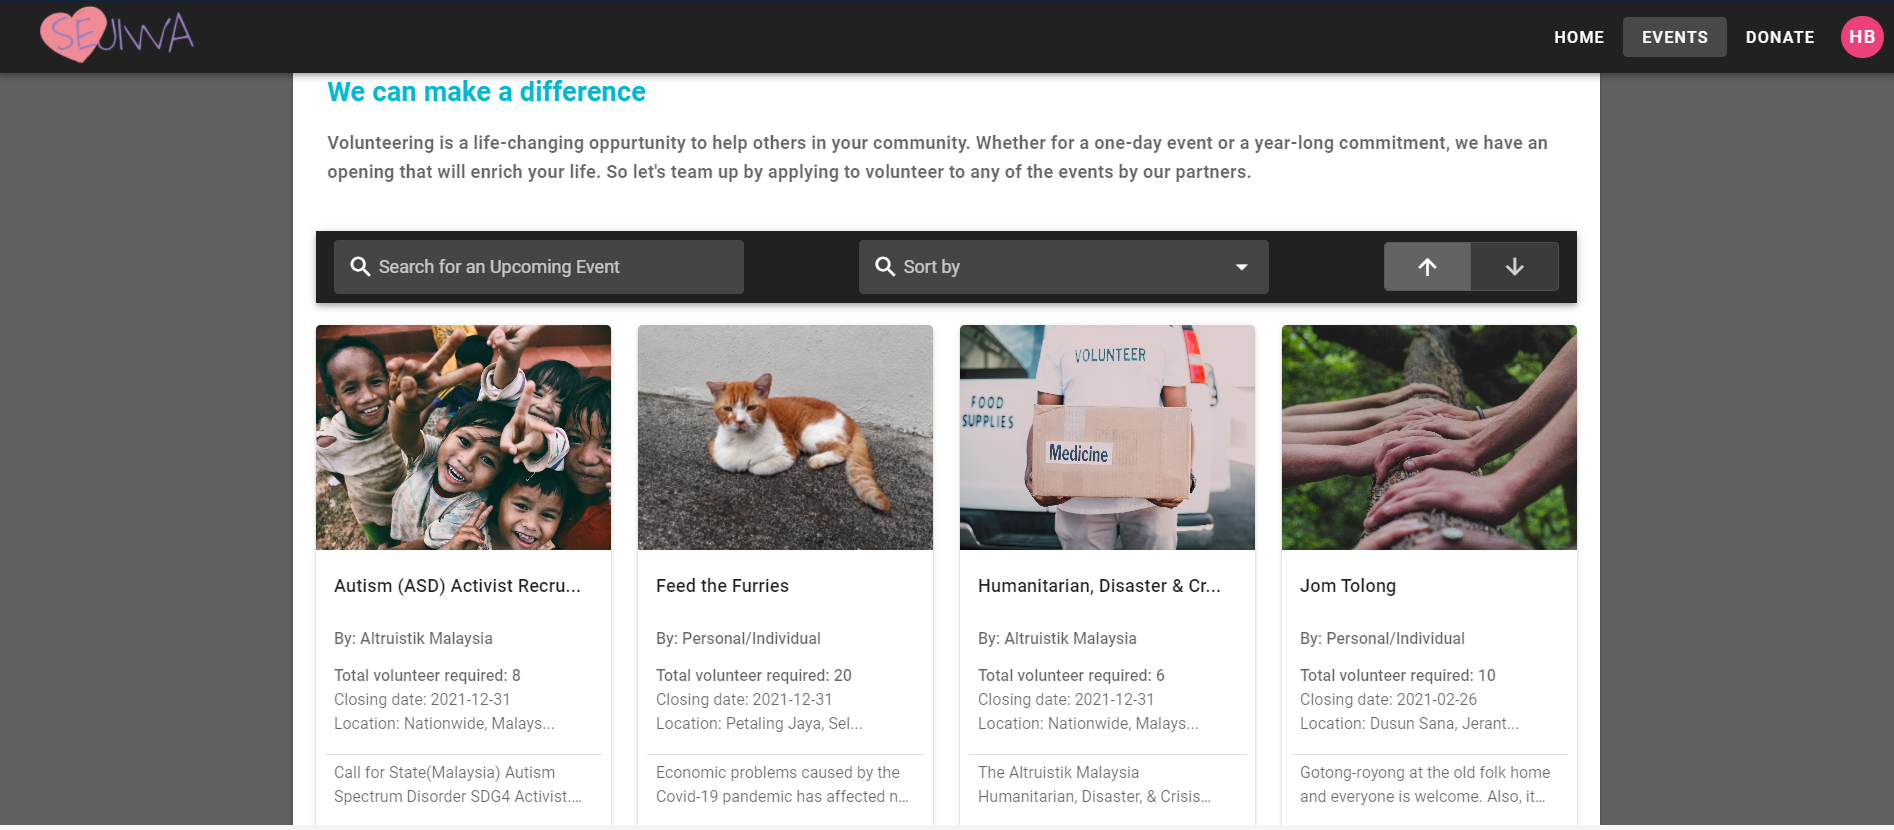 SEJIWA
HOME EVENTS DONATE HB
We can make a difference
Volunteering is a life-changing oppurtunity to help others in your community. Whether for a one-day event or a year-long commitment, we have an
opening that will enrich your life. So let's team up by applying to volunteer to any of the events by our partners.
Search for an Upcoming Event
Sort by
VOLUNTEER
FOOD
SUPPLIES
Medicine
Autism (ASD) Activist Recru...
By: Altruistik Malaysia
Total volunteer required: 8
Closing date: 2021-12-31
Location: Nationwide, Malays...
Call for State(Malaysia) Autism
Spectrum Disorder SDG4 Activist....
Feed the Furries
By: Personal/Individual
Total volunteer required: 20
Closing date: 2021-12-31
Location: Petaling Jaya, Sel...
Economic problems caused by the
Covid-19 pandemic has affected n...
Humanitarian, Disaster & Cr...
By: Altruistik Malaysia
Total volunteer required: 6
Closing date: 2021-12-31
Location: Nationwide, Malays...
The Altruistik Malaysia
Humanitarian, Disaster, & Crisis...
Jom Tolong
By: Personal/Individual
Total volunteer required: 10
Closing date: 2021-02-26
Location: Dusun Sana, Jerant...
Gotong-royong at the old folk home
and everyone is welcome. Also, it...